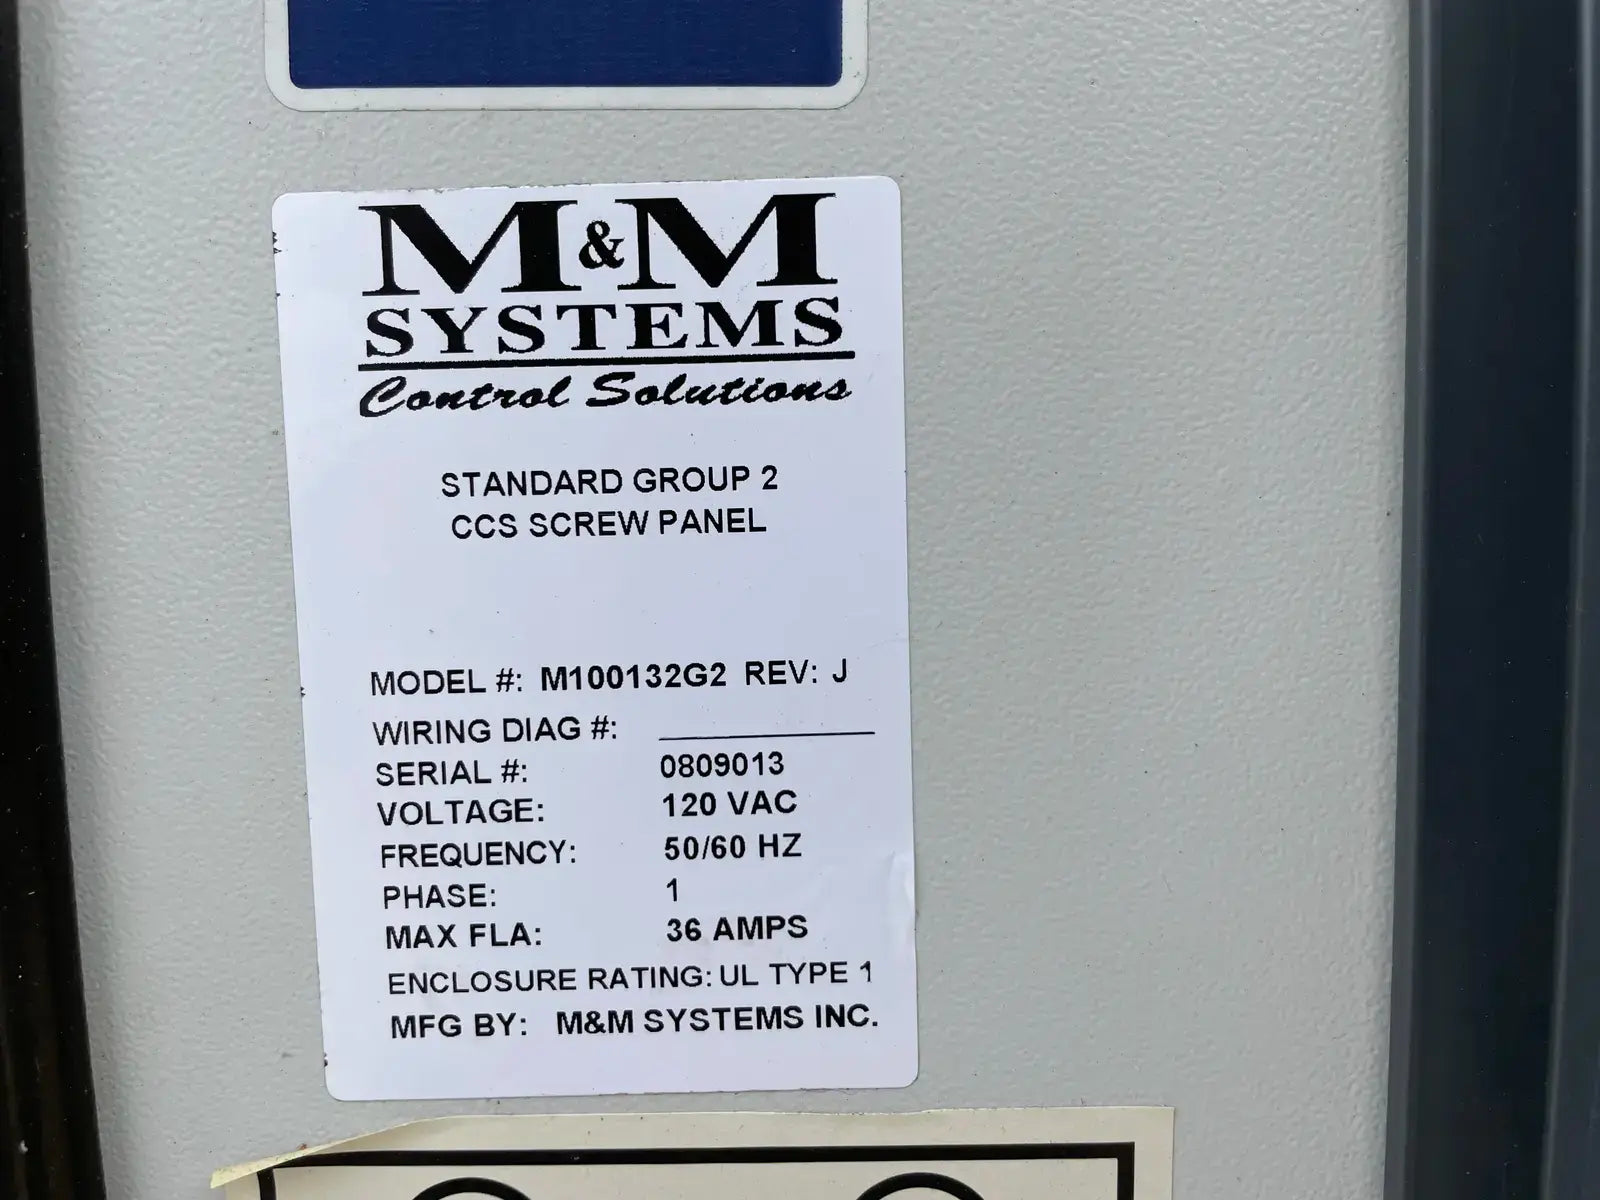 M&M
SYSTEMS
Control Solutions
STANDARD GROUP 2
CCS SCREW PANEL
MODEL #: M100132G2 REV: J
WIRING DIAG #:
SERIAL #: 0809013
VOLTAGE: 120 VAC
FREQUENCY: 50/60 HZ
PHASE: 1
MAX FLA: 36 AMPS
ENCLOSURE RATING: UL TYPE 1
MFG BY: M&M SYSTEMS INC.